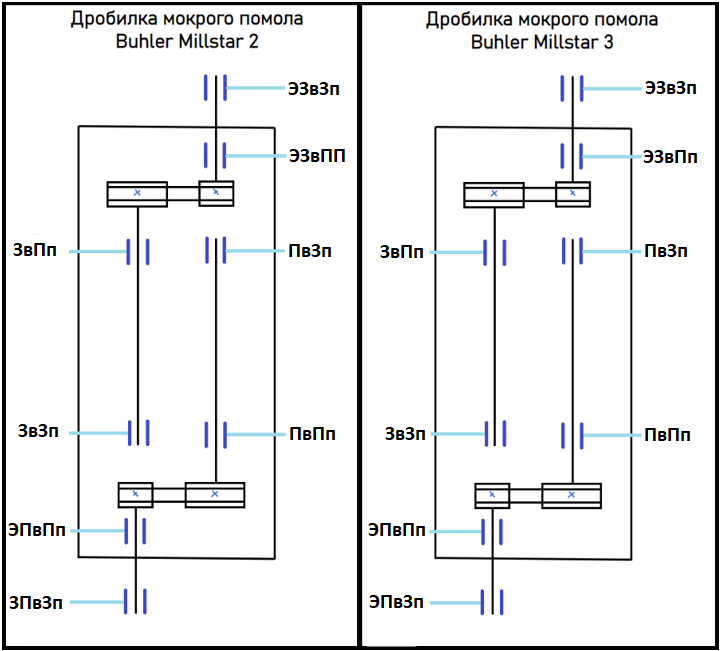 Дробилка мокрого помола
Buhler Millstar 2
ЭЗвЗп
ЭЗвПП
ЗвПп
ПвЗп
ЗвЗп
ПвПп
ЭПвПп
ЗПвЗп
Дробилка мокрого помола
Buhler Millstar 3
ЭЗвЗп
ЭЗвПп
ЗвПп
ПвЗп
ЗвЗп
ПвПп
ЭПвПп
ЭПвЗп